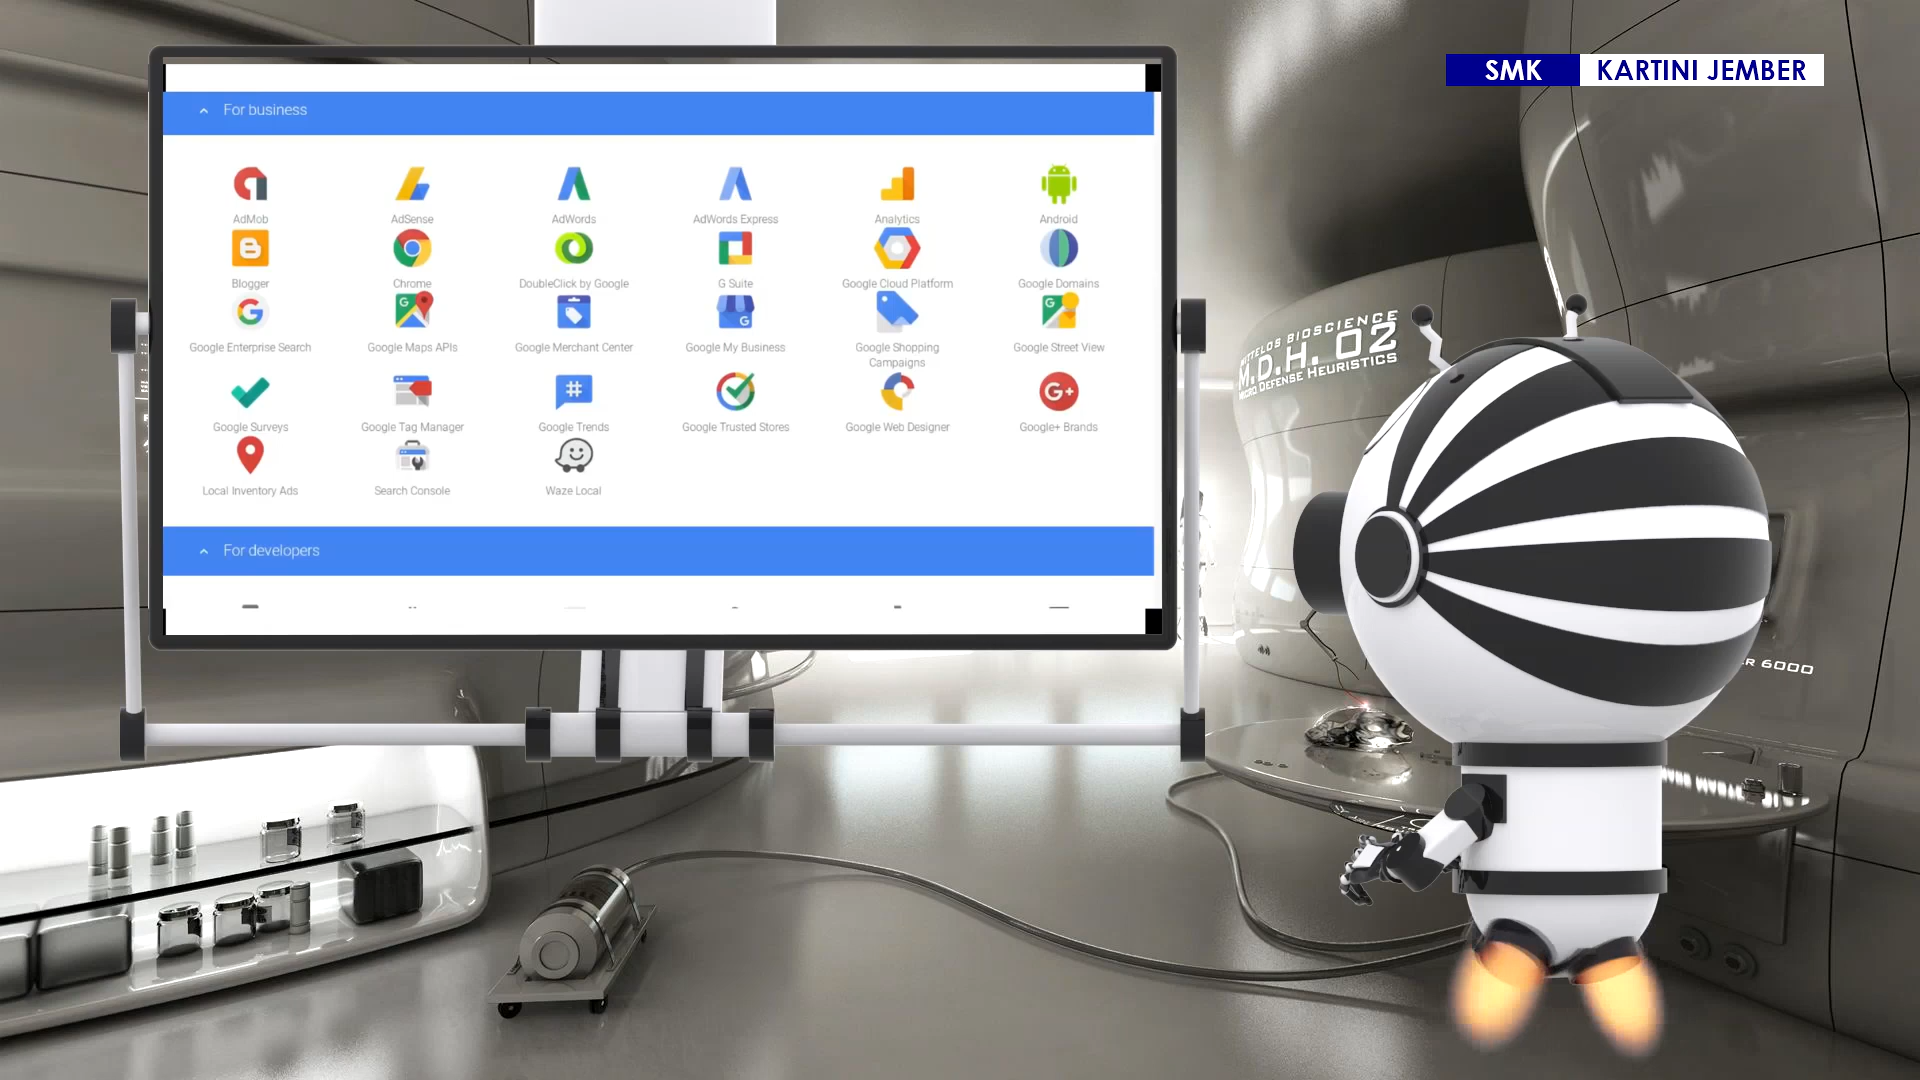 SMK KARTINI JEMBER
For business
AdMob AdSense AdWords AdWords Express Analytics Android
Blogger Chrome DoubleClick by Google G Suite Google Cloud Platform Google Domains
Google Enterprise Search Google Maps APIs Google Merchant Center Google My Business Google Shopping Google Street View
Campaigns
Google Surveys Google Tag Manager Google Trends Google Trusted Stores Google Web Designer Google+ Brands
Local Inventory Ads Search Console Waze Local
For developers
M.D.H. 02
MICRO DEFENSE HEURISTICS
R 6000